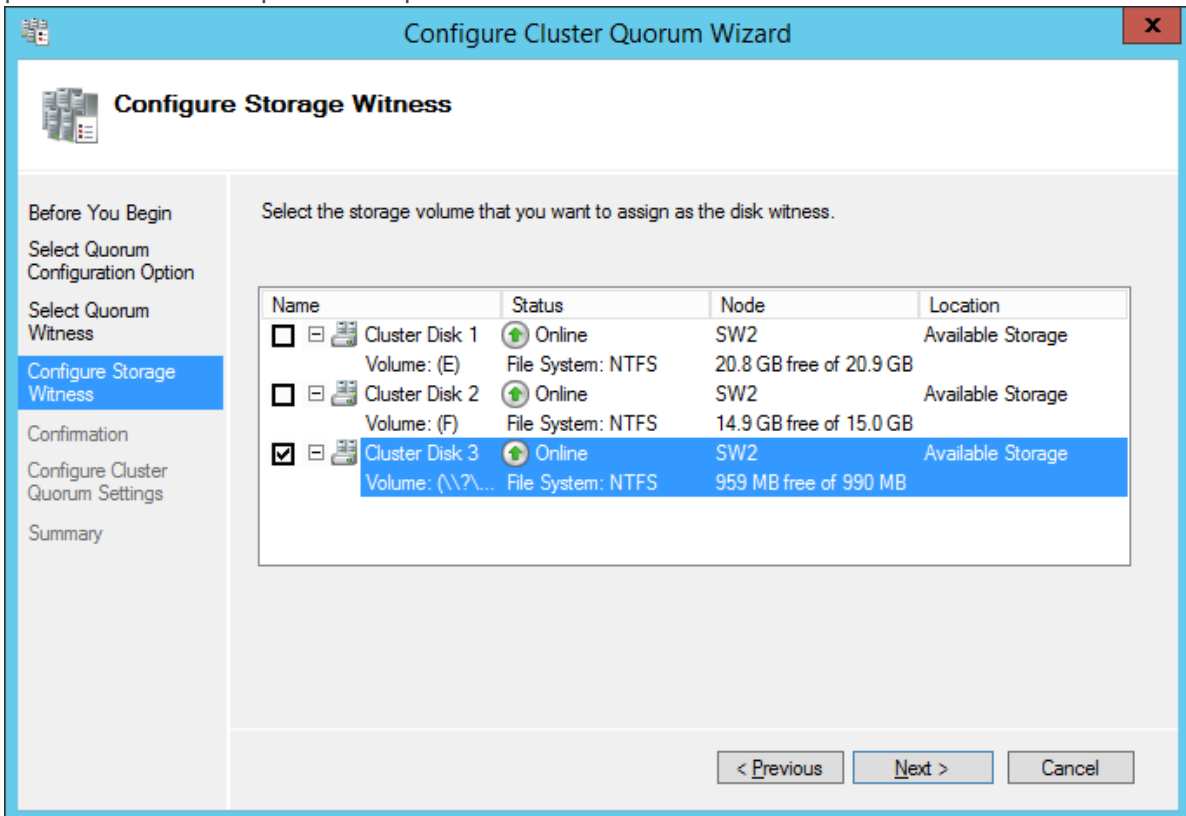 Configure Cluster Quorum Wizard
x
Configure Storage Witness
Before You Begin
Select Quorum
Configuration Option
Select Quorum
Witness
Configure Storage
Witness
Confirmation
Configure Cluster
Quorum Settings
Summary
Select the storage volume that you want to assign as the disk witness.
Name Status Node Location
Cluster Disk 1 Online SW2 Available Storage
Volume: (E) File System: NTFS 20.8 GB free of 20.9 GB
Cluster Disk 2 Online SW2 Available Storage
Volume: (F) File System: NTFS 14.9 GB free of 15.0 GB
Cluster Disk 3 Online SW2 Available Storage
Volume: (\\?\... File System: NTFS 959 MB free of 990 MB
< Previous Next > Cancel